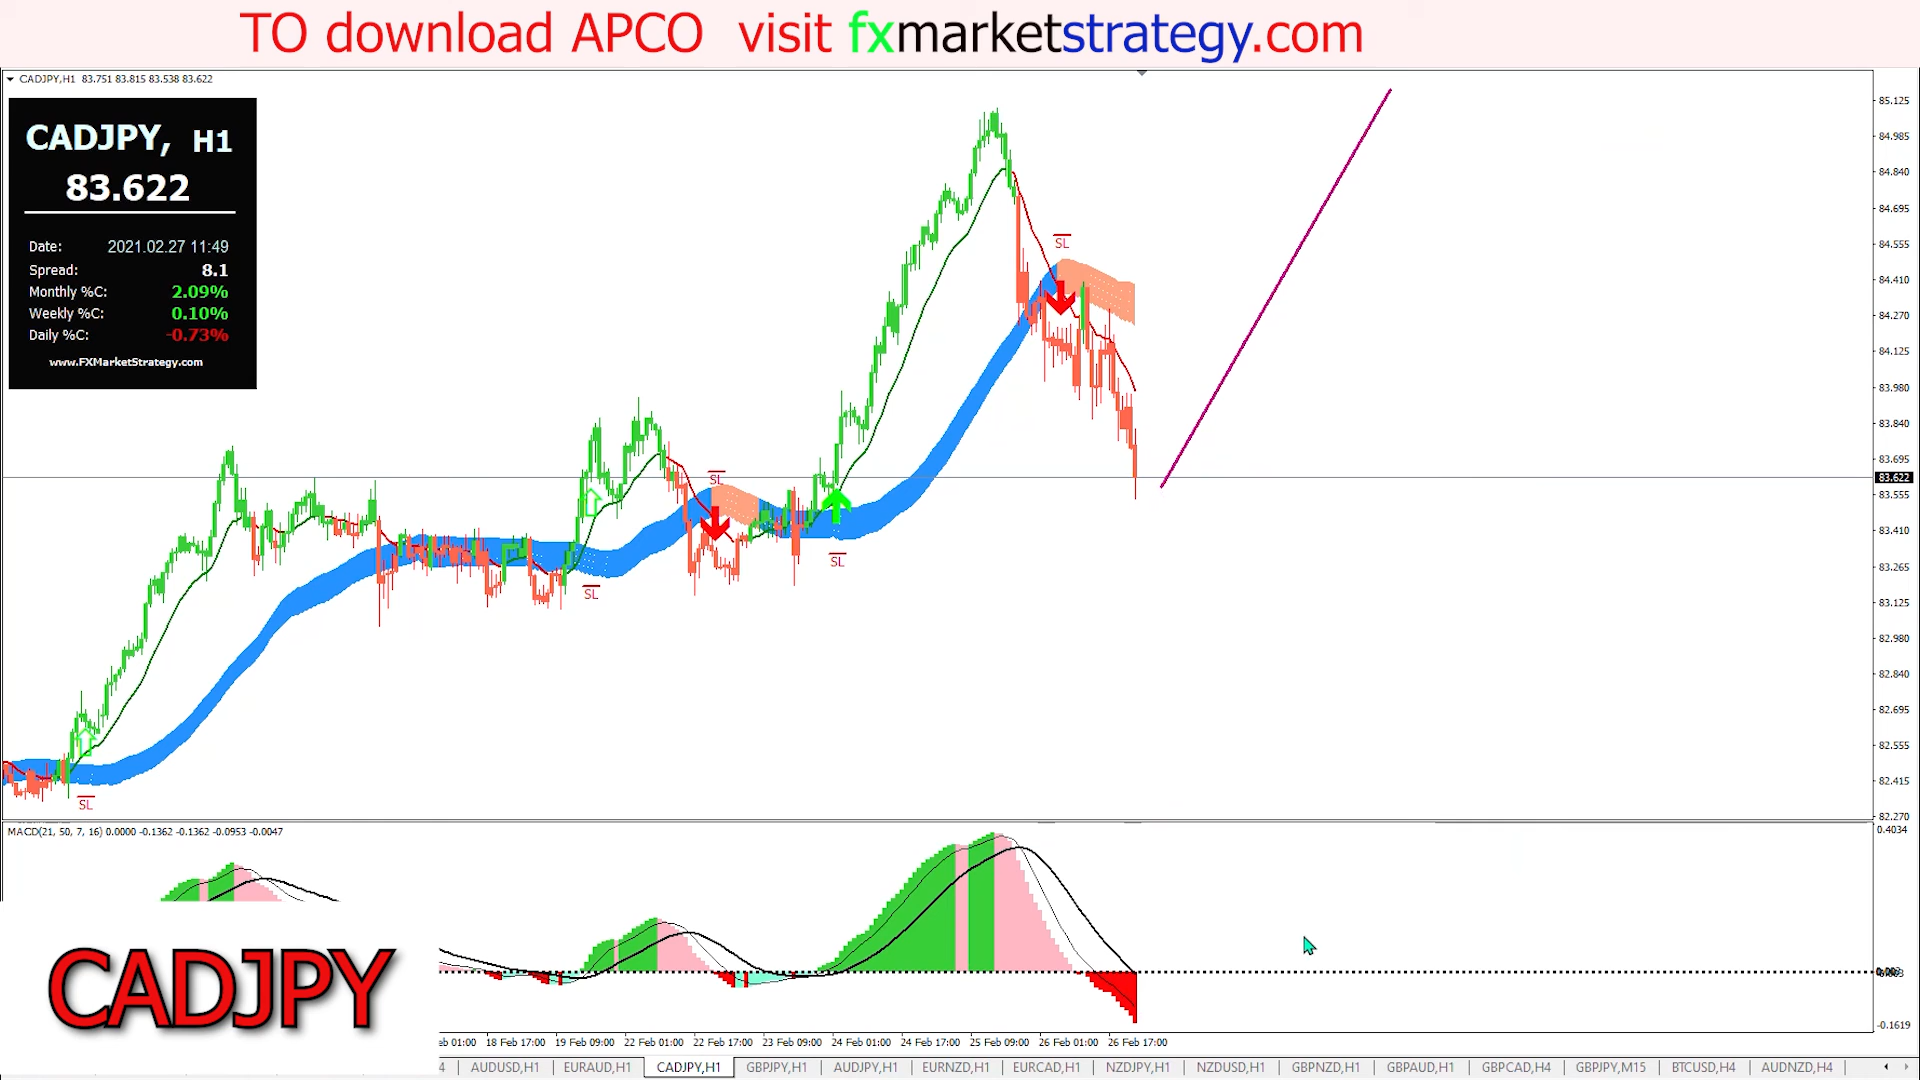 TO download APCO visit fxmarketstrategy.com
CADJPY,H1 83.751 83.815 83.538 83.622
CADJPY, H1
83.622
Date: 2021.02.27 11:49
Spread: 8.1
Monthly %C: 2.09%
Weekly %C: 0.10%
Daily %C: -0.73%
www.FXMarketStrategy.com
SL
SL
SL
SL
SL
85.125
84.985
84.840
84.695
84.555
84.410
84.270
84.125
83.980
83.840
83.695
83.622
83.555
83.410
83.265
83.125
82.980
82.840
82.695
82.555
82.415
82.270
MACD(21, 50, 7, 16) 0.0000 -0.1362 -0.1362 -0.0953 -0.0047
0.4034
-0.1619
CADJPY
eb 01:00 18 Feb 17:00 19 Feb 09:00 22 Feb 01:00 22 Feb 17:00 23 Feb 09:00 24 Feb 01:00 24 Feb 17:00 25 Feb 09:00 26 Feb 01:00 26 Feb 17:00
4 AUDUSD,H1 EURAUD,H1 CADJPY,H1 GBPJPY,H1 AUDJPY,H1 EURNZD,H1 EURCAD,H1 NZDJPY,H1 NZDUSD,H1 GBPNZD,H1 GBPAUD,H1 GBPCAD,H4 GBPJPY,M15 BTCUSD,H4 AUDNZD,H4